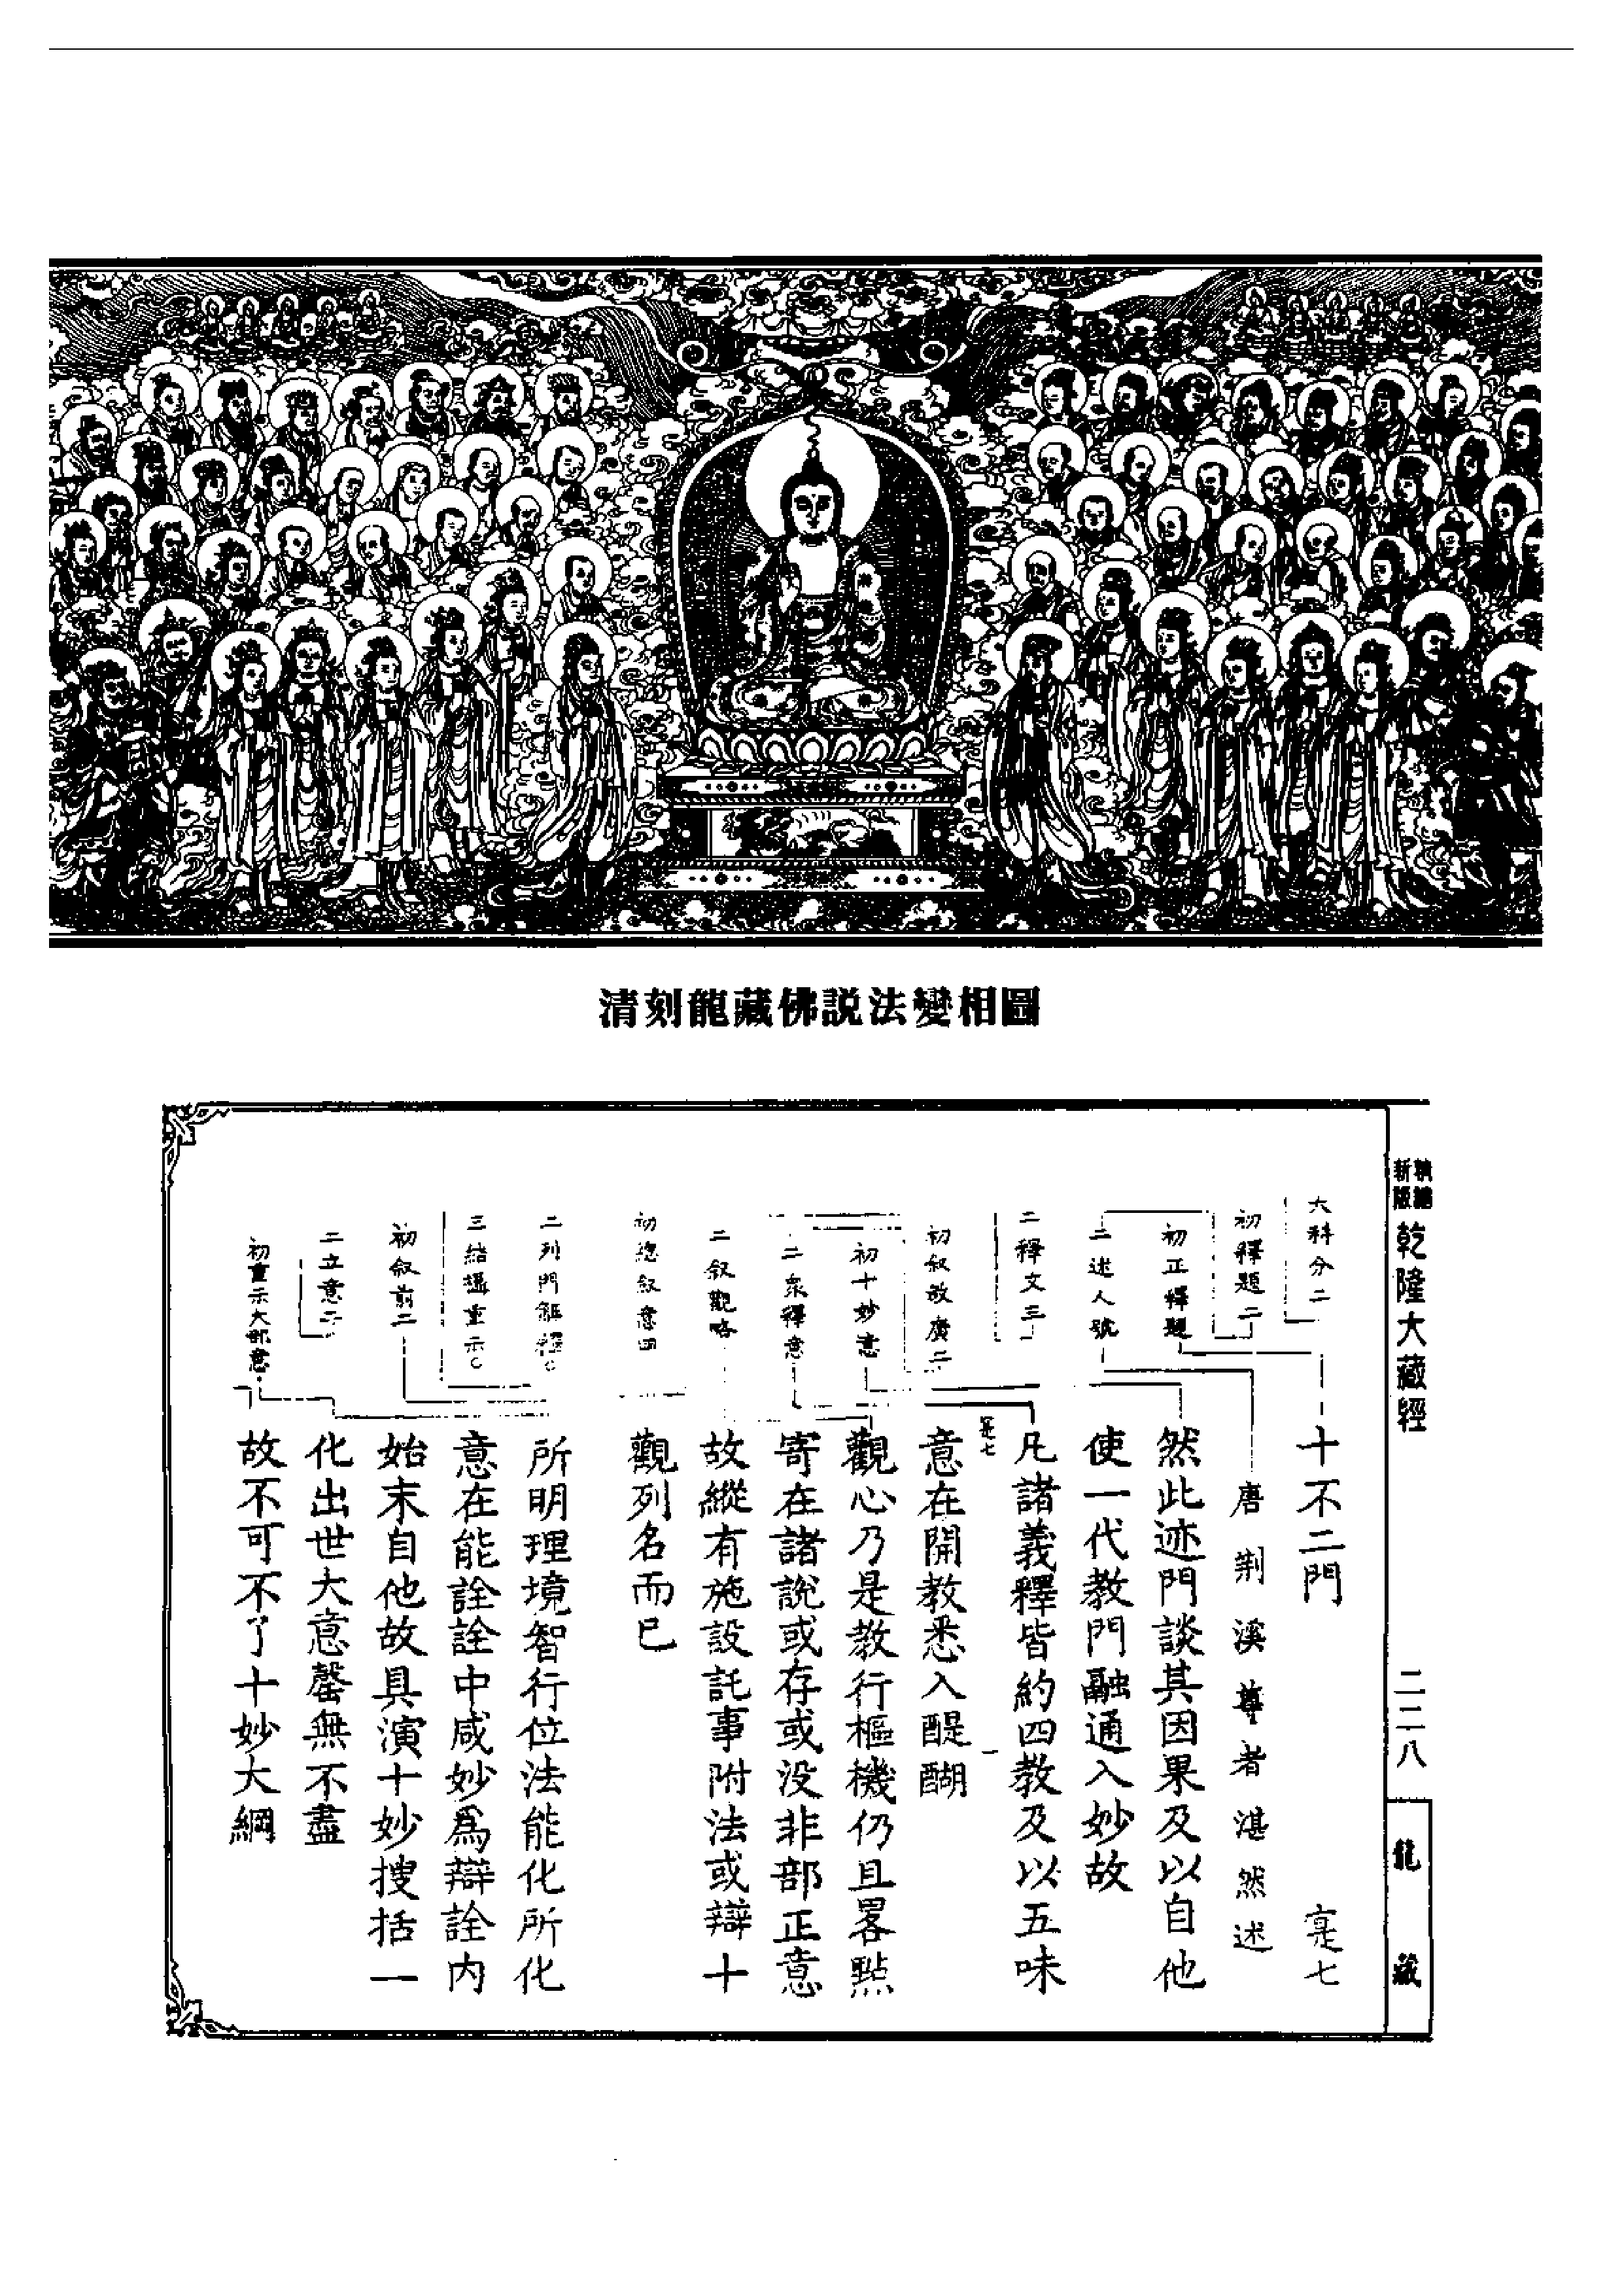 清刻龍藏佛説法變相圖
新版
乾隆大藏經
二二八
龍藏
大科分二
初釋題二
初正釋題
二述人號
二釋文三
初叙教廣二
初十妙意
二衆釋意
二叙觀略
初總叙意四
二列門解釋○
三結攝重示○
初叙前二
二立意二
初重示大部意
十不二門
七
唐荆溪尊者湛然述
然此迹門談其因果及以自他
使一代教門融通入妙故
凡諸義釋皆約四教及以五味
七
一
意在開教悉入醍醐
觀心乃是教行樞機仍且畧點
寄在諸說或存或没非部正意
故縱有施設託事附法或辯十
觀列名而已
所明理境智行位法能化所化
意在能詮詮中咸妙爲辯詮内
始末自他故具演十妙搜括一
化出世大意罄無不盡
故不可不了十妙大綱